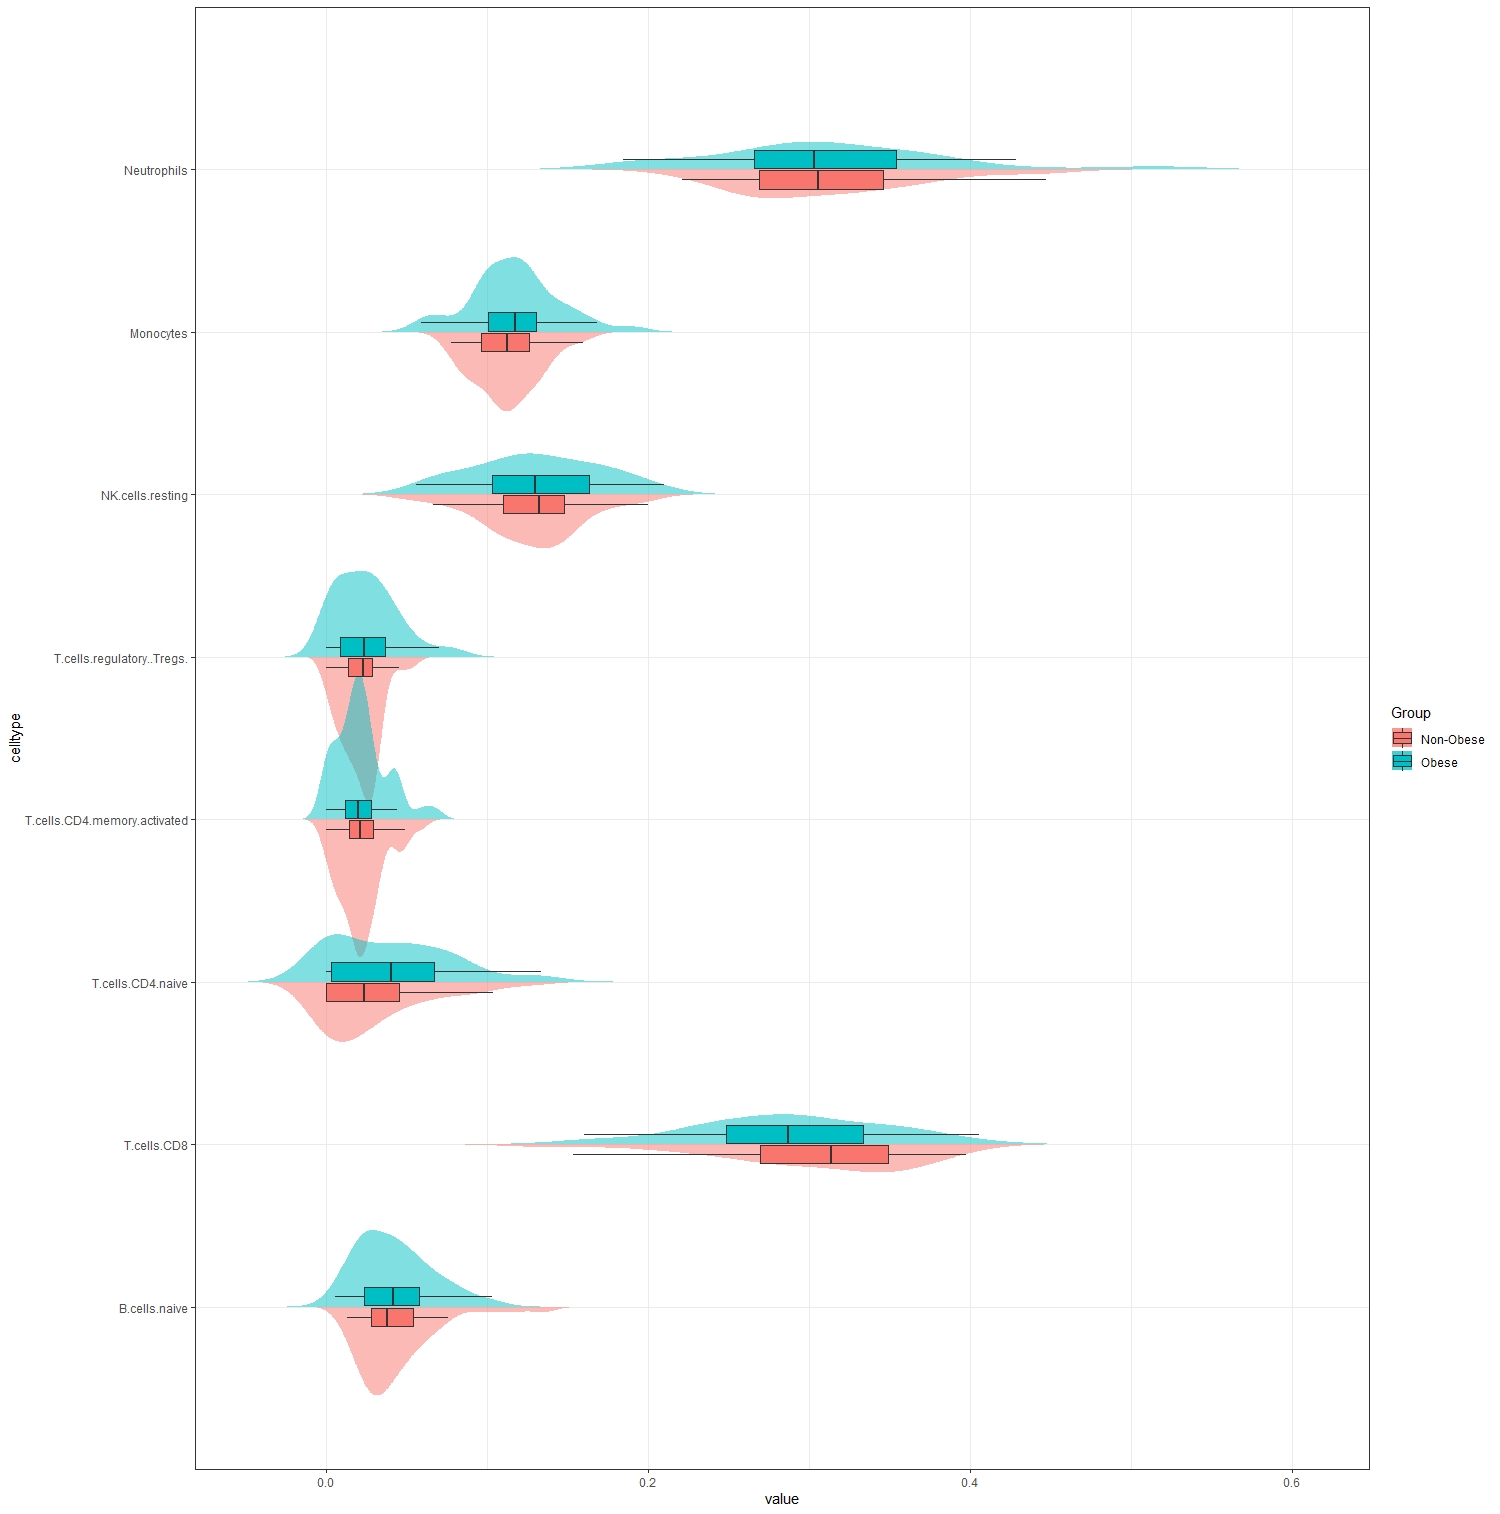 Neutrophils
Monocytes
NK.cells.resting
T.cells.regulatory..Tregs.
T.cells.CD4.memory.activated
T.cells.CD4.naive
T.cells.CD8
B.cells.naive
celltype
0.0 0.2 0.4 0.6
value
Group
Non-Obese
Obese